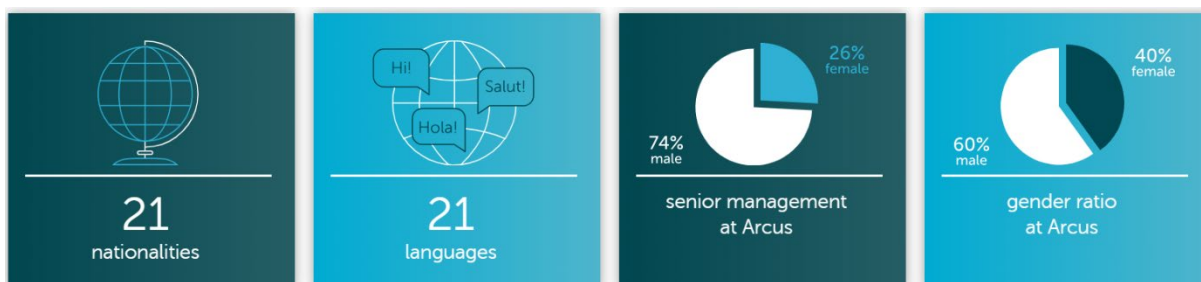 21
nationalities
Hi!
Salut!
Hola!
21
languages
26%
female
74%
male
senior management
at Arcus
40%
female
60%
male
gender ratio
at Arcus